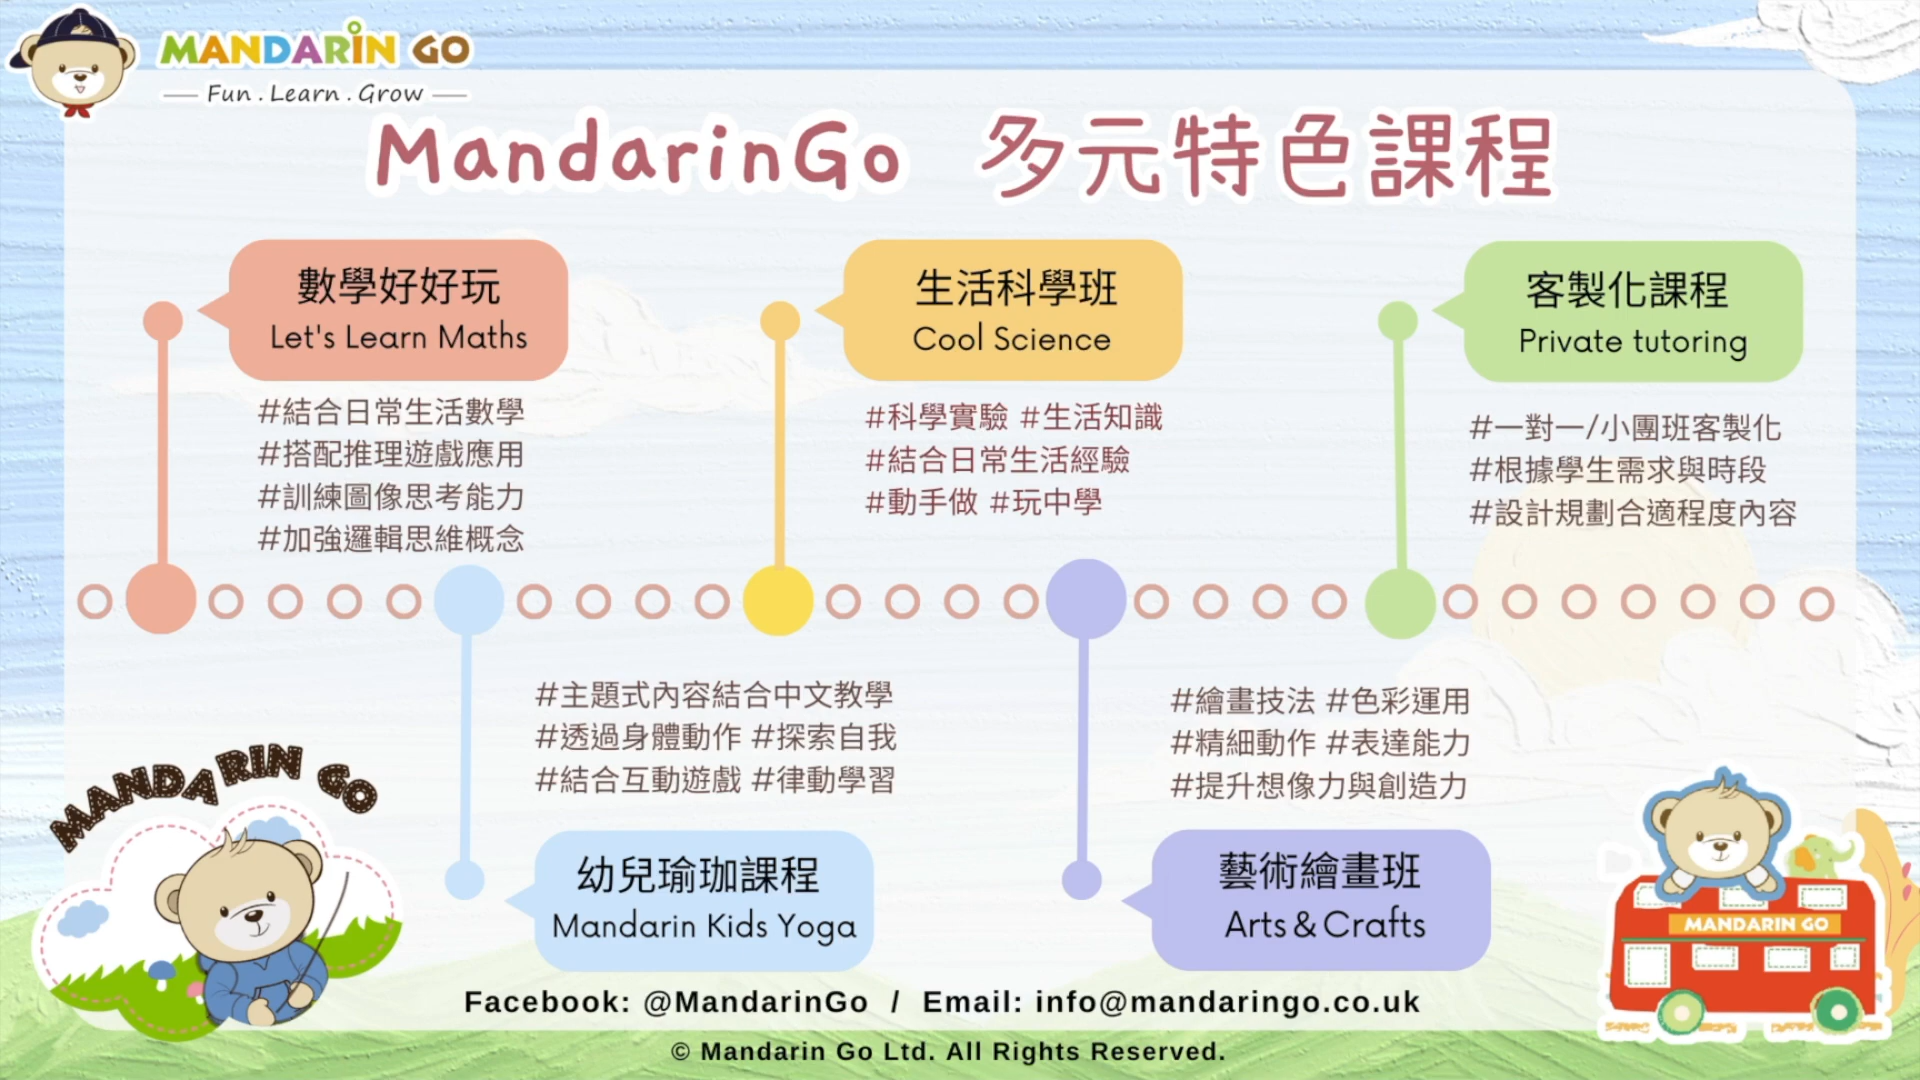 MANDARIN GO
Fun . Learn . Grow
MandarinGo 多元特色課程
數學好好玩
Let's Learn Maths
#結合日常生活數學
#搭配推理遊戲應用
#訓練圖像思考能力
#加強邏輯思維概念
生活科學班
Cool Science
#科學實驗 #生活知識
#結合日常生活經驗
#動手做 #玩中學
客製化課程
Private tutoring
#一對一/小團班客製化
#根據學生需求與時段
#設計規劃合適程度內容
#主題式內容結合中文教學
#透過身體動作 #探索自我
#結合互動遊戲 #律動學習
幼兒瑜珈課程
Mandarin Kids Yoga
#繪畫技法 #色彩運用
#精細動作 #表達能力
#提升想像力與創造力
藝術繪畫班
Arts & Crafts
MANDARIN GO
MANDARIN GO
Facebook: @MandarinGo / Email: info@mandaringo.co.uk
© Mandarin Go Ltd. All Rights Reserved.